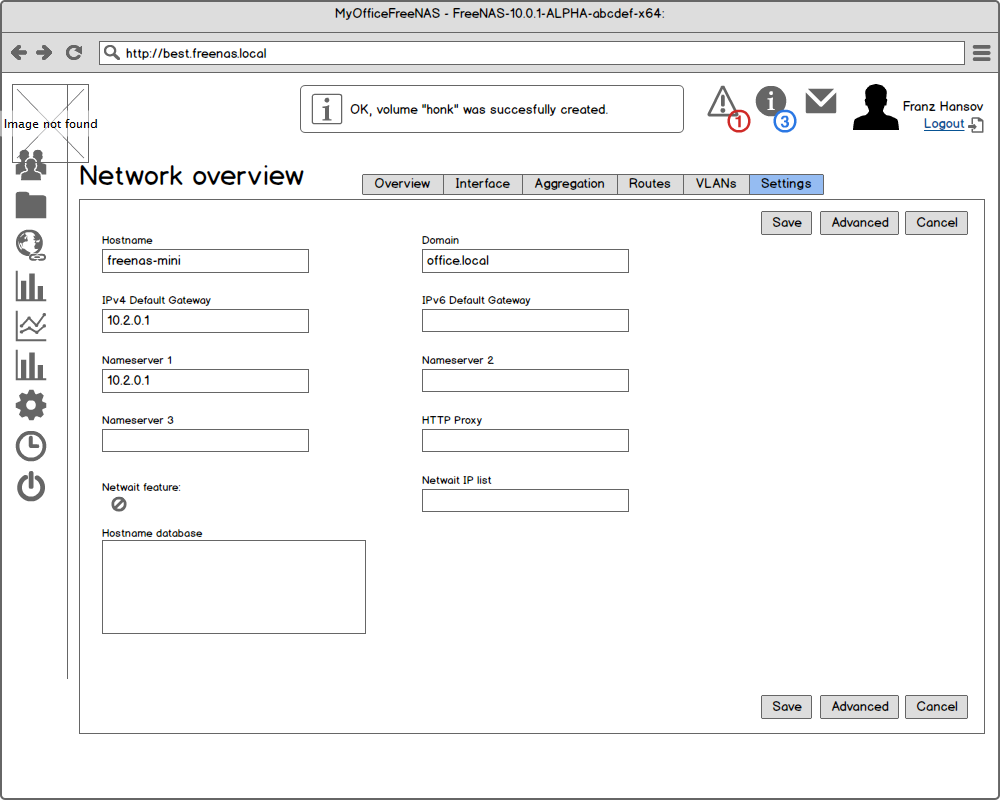 MyOfficeFreeNAS - FreeNAS-10.0.1-ALPHA-abcdef-x64:
http://best.freenas.local
Image not found
OK, volume "honk" was succesfully created.
1
3
Franz Hansov
Logout
Network overview
Overview Interface Aggregation Routes VLANs Settings
Save Advanced Cancel
Hostname Domain
freenas-mini office.local
IPv4 Default Gateway IPv6 Default Gateway
10.2.0.1
Nameserver 1 Nameserver 2
10.2.0.1
Nameserver 3 HTTP Proxy
Netwait feature: Netwait IP list
Hostname database
Save Advanced Cancel